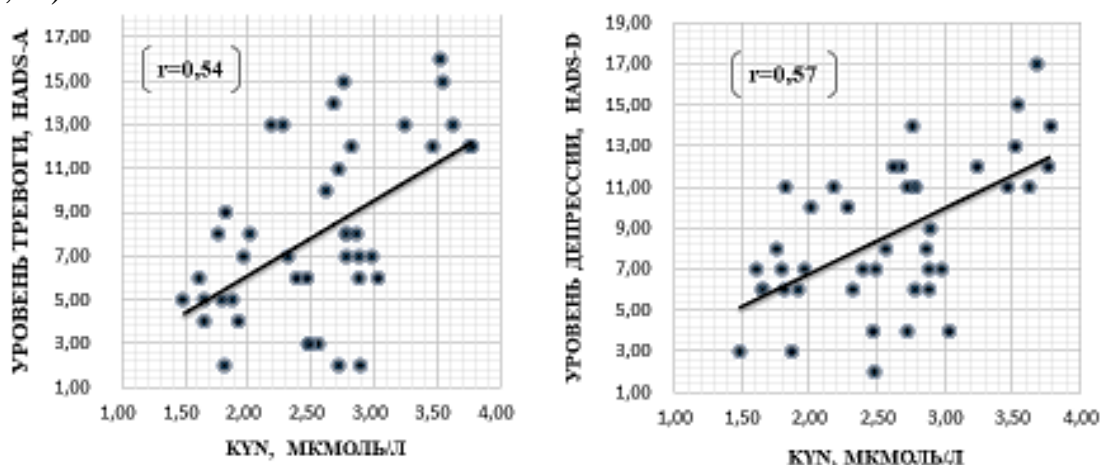 17,00
15,00
13,00
11,00
9,00
7,00
5,00
3,00
1,00
1,00 1,50 2,00 2,50 3,00 3,50 4,00
УРОВЕНЬ ТРЕВОГИ, HADS-A
KYN, МКМОЛЬ/Л
r=0,54
19,00
17,00
15,00
13,00
11,00
9,00
7,00
5,00
3,00
1,00
1,00 1,50 2,00 2,50 3,00 3,50 4,00
УРОВЕНЬ ДЕПРЕССИИ, HADS-D
KYN, МКМОЛЬ/Л
r=0,57